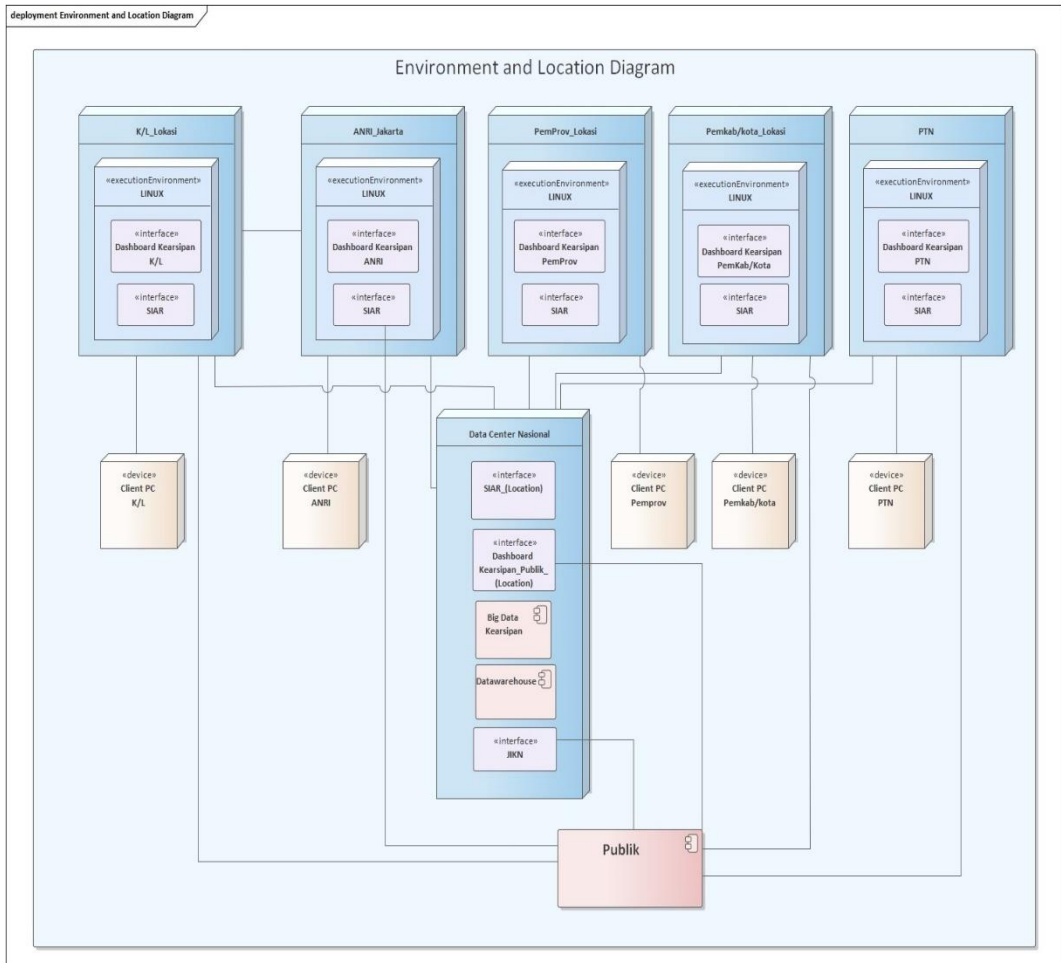 deployment Environment and Location Diagram
Environment and Location Diagram
K/L_Lokasi
«executionEnvironment»
LINUX
«interface»
Dashboard Kearsipan
K/L
«interface»
SIAR
ANRI_Jakarta
«executionEnvironment»
LINUX
«interface»
Dashboard Kearsipan
ANRI
«interface»
SIAR
PemProv_Lokasi
«executionEnvironment»
LINUX
«interface»
Dashboard Kearsipan
PemProv
«interface»
SIAR
Pemkab/kota_Lokasi
«executionEnvironment»
LINUX
«interface»
Dashboard Kearsipan
PemKab/Kota
«interface»
SIAR
PTN
«executionEnvironment»
LINUX
«interface»
Dashboard Kearsipan
PTN
«interface»
SIAR
«device»
Client PC
K/L
«device»
Client PC
ANRI
Data Center Nasional
«interface»
SIAR_(Location)
«interface»
Dashboard
Kearsipan_Publik_
(Location)
Big Data
Kearsipan
Datawarehouse
«interface»
JIKN
«device»
Client PC
Pemprov
«device»
Client PC
Pemkab/kota
«device»
Client PC
PTN
Publik